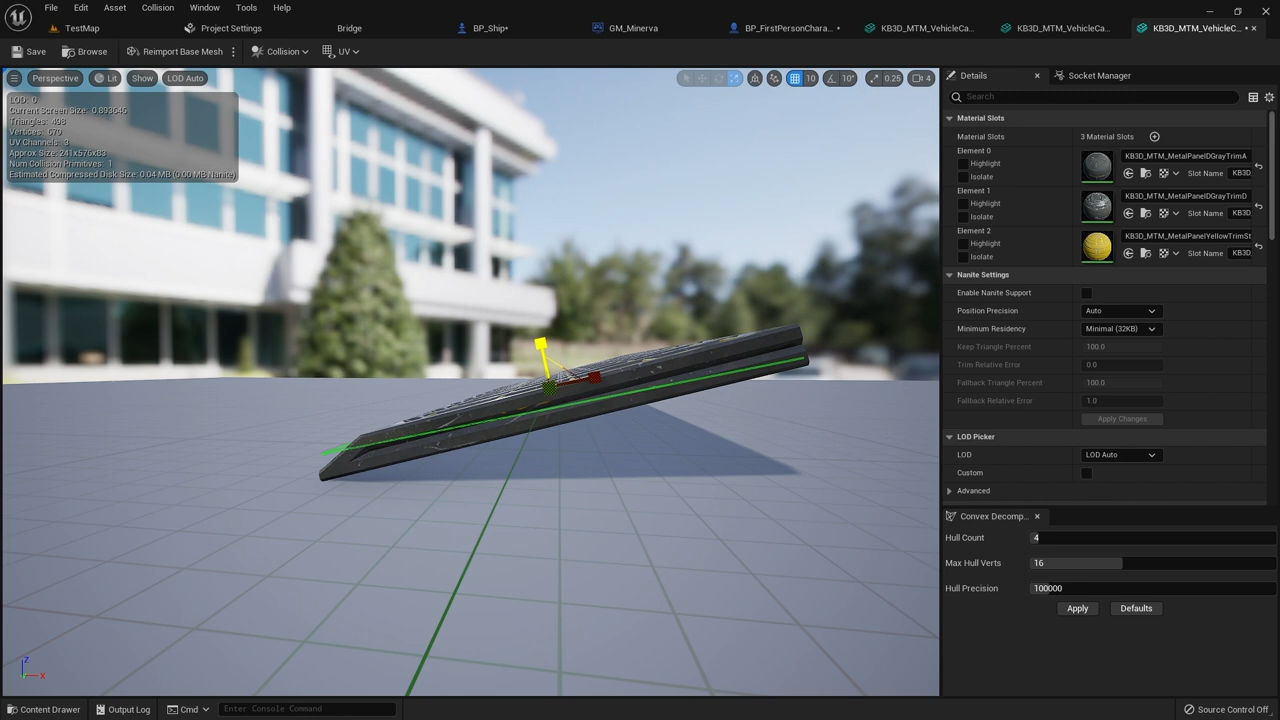 File Edit Asset Collision Window Tools Help
TestMap Project Settings Bridge BP_Ship* GM_Minerva BP_FirstPersonChara... • KB3D_MTM_VehicleCa... KB3D_MTM_VehicleCa... KB3D_MTM_VehicleC... •
Save Browse Reimport Base Mesh Collision UV
Perspective Lit Show LOD Auto 10 10° 0.25 4
LOD: 0
Current Screen Size: 0.893546
Triangles: 498
Vertices: 579
UV Channels: 3
Approx Size: 241x576x83
Num Collision Primitives: 1
Estimated Compressed Disk Size: 0.04 MB (0.00 MB Nanite)
Z
X
Details Socket Manager
Search
Material Slots
Material Slots 3 Material Slots
Element 0
Highlight
Isolate
KB3D_MTM_MetalPanelDGrayTrimA
Slot Name KB3D
Element 1
Highlight
Isolate
KB3D_MTM_MetalPanelDGrayTrimD
Slot Name KB3D
Element 2
Highlight
Isolate
KB3D_MTM_MetalPanelYellowTrimSt
Slot Name KB3D
Nanite Settings
Enable Nanite Support
Position Precision Auto
Minimum Residency Minimal (32KB)
Keep Triangle Percent 100.0
Trim Relative Error 0.0
Fallback Triangle Percent 100.0
Fallback Relative Error 1.0
Apply Changes
LOD Picker
LOD LOD Auto
Custom
Advanced
Convex Decomp...
Hull Count 4
Max Hull Verts 16
Hull Precision 100000
Apply Defaults
Content Drawer Output Log Cmd Enter Console Command Source Control Off